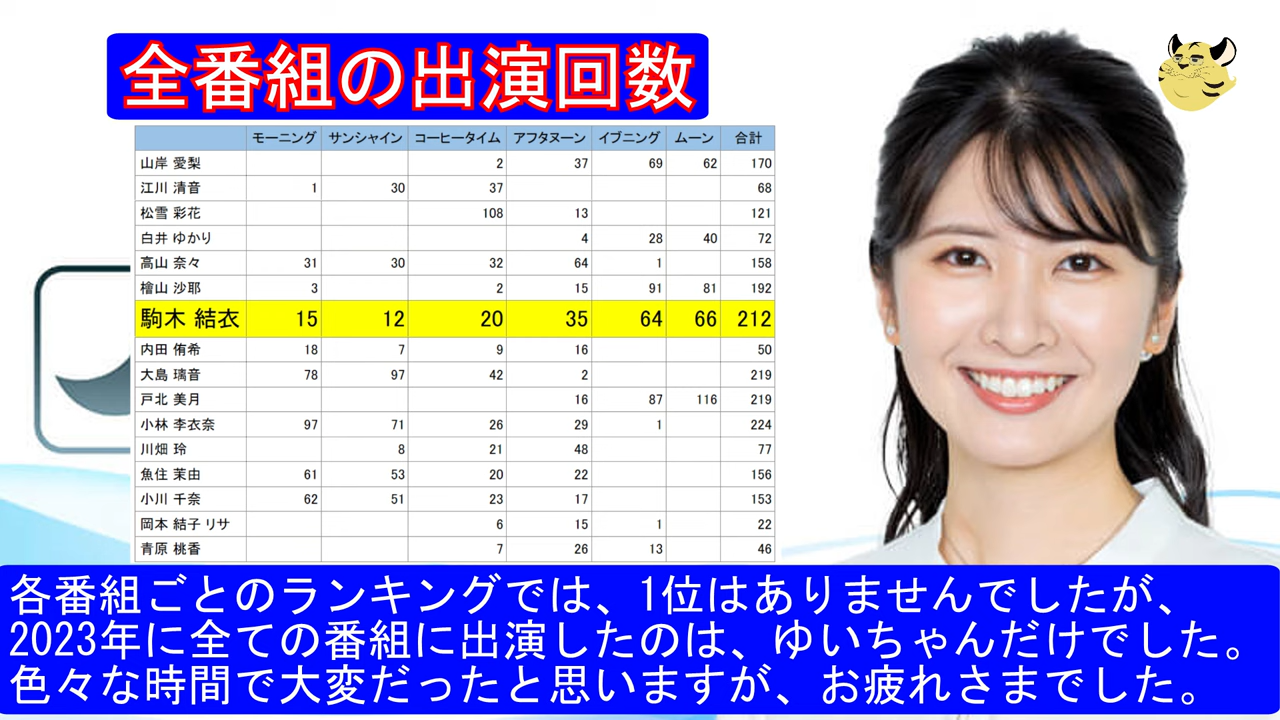 全番組の出演回数
モーニング サンシャイン コーヒータイム アフタヌーン イブニング ムーン 合計
山岸 愛梨 2 37 69 62 170
江川 清音 1 30 37 68
松雪 彩花 108 13 121
白井 ゆかり 4 28 40 72
高山 奈々 31 30 32 64 1 158
檜山 沙耶 3 2 15 91 81 192
駒木 結衣 15 12 20 35 64 66 212
内田 侑希 18 7 9 16 50
大島 璃音 78 97 42 2 219
戸北 美月 16 87 116 219
小林 李衣奈 97 71 26 29 1 224
川畑 玲 8 21 48 77
魚住 茉由 61 53 20 22 156
小川 千奈 62 51 23 17 153
岡本 結子 リサ 6 15 1 22
青原 桃香 7 26 13 46
各番組ごとのランキングでは、1位はありませんでしたが、
2023年に全ての番組に出演したのは、ゆいちゃんだけでした。
色々な時間で大変だったと思いますが、お疲れさまでした。